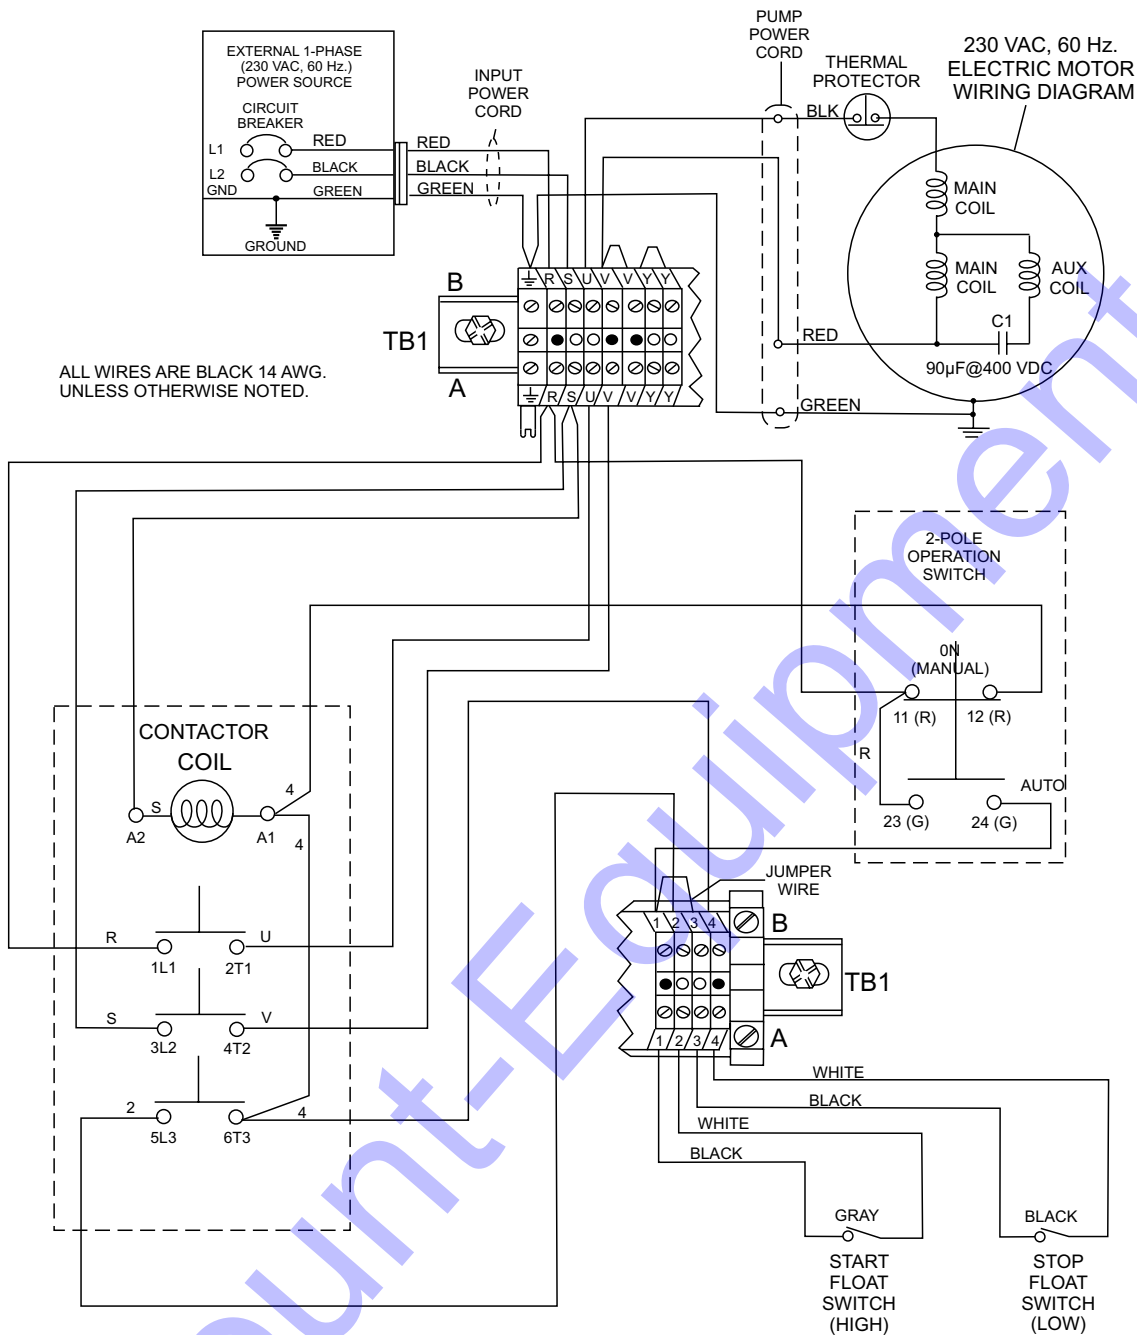 EXTERNAL 1-PHASE
(230 VAC, 60 Hz.)
POWER SOURCE
CIRCUIT
BREAKER
L1
RED
L2
BLACK
GND
GREEN
GROUND
RED
BLACK
GREEN
INPUT
POWER
CORD
PUMP
POWER
CORD
THERMAL
PROTECTOR
230 VAC, 60 Hz.
ELECTRIC MOTOR
WIRING DIAGRAM
BLK
MAIN
COIL
MAIN
COIL
AUX
COIL
C1
90µF@400 VDC
RED
GREEN
B
TB1
A
R S U V V Y Y
R S U V V Y Y
ALL WIRES ARE BLACK 14 AWG.
UNLESS OTHERWISE NOTED.
2-POLE
OPERATION
SWITCH
0N
(MANUAL)
11 (R)
12 (R)
R
AUTO
23 (G)
24 (G)
CONTACTOR
COIL
S
4
A2
A1
4
R
U
1L1
2T1
S
V
3L2
4T2
2
4
5L3
6T3
JUMPER
WIRE
1 2 3 4
B
TB1
1 2 3 4
A
WHITE
BLACK
WHITE
BLACK
GRAY
START
FLOAT
SWITCH
(HIGH)
BLACK
STOP
FLOAT
SWITCH
(LOW)
unt-Equipment